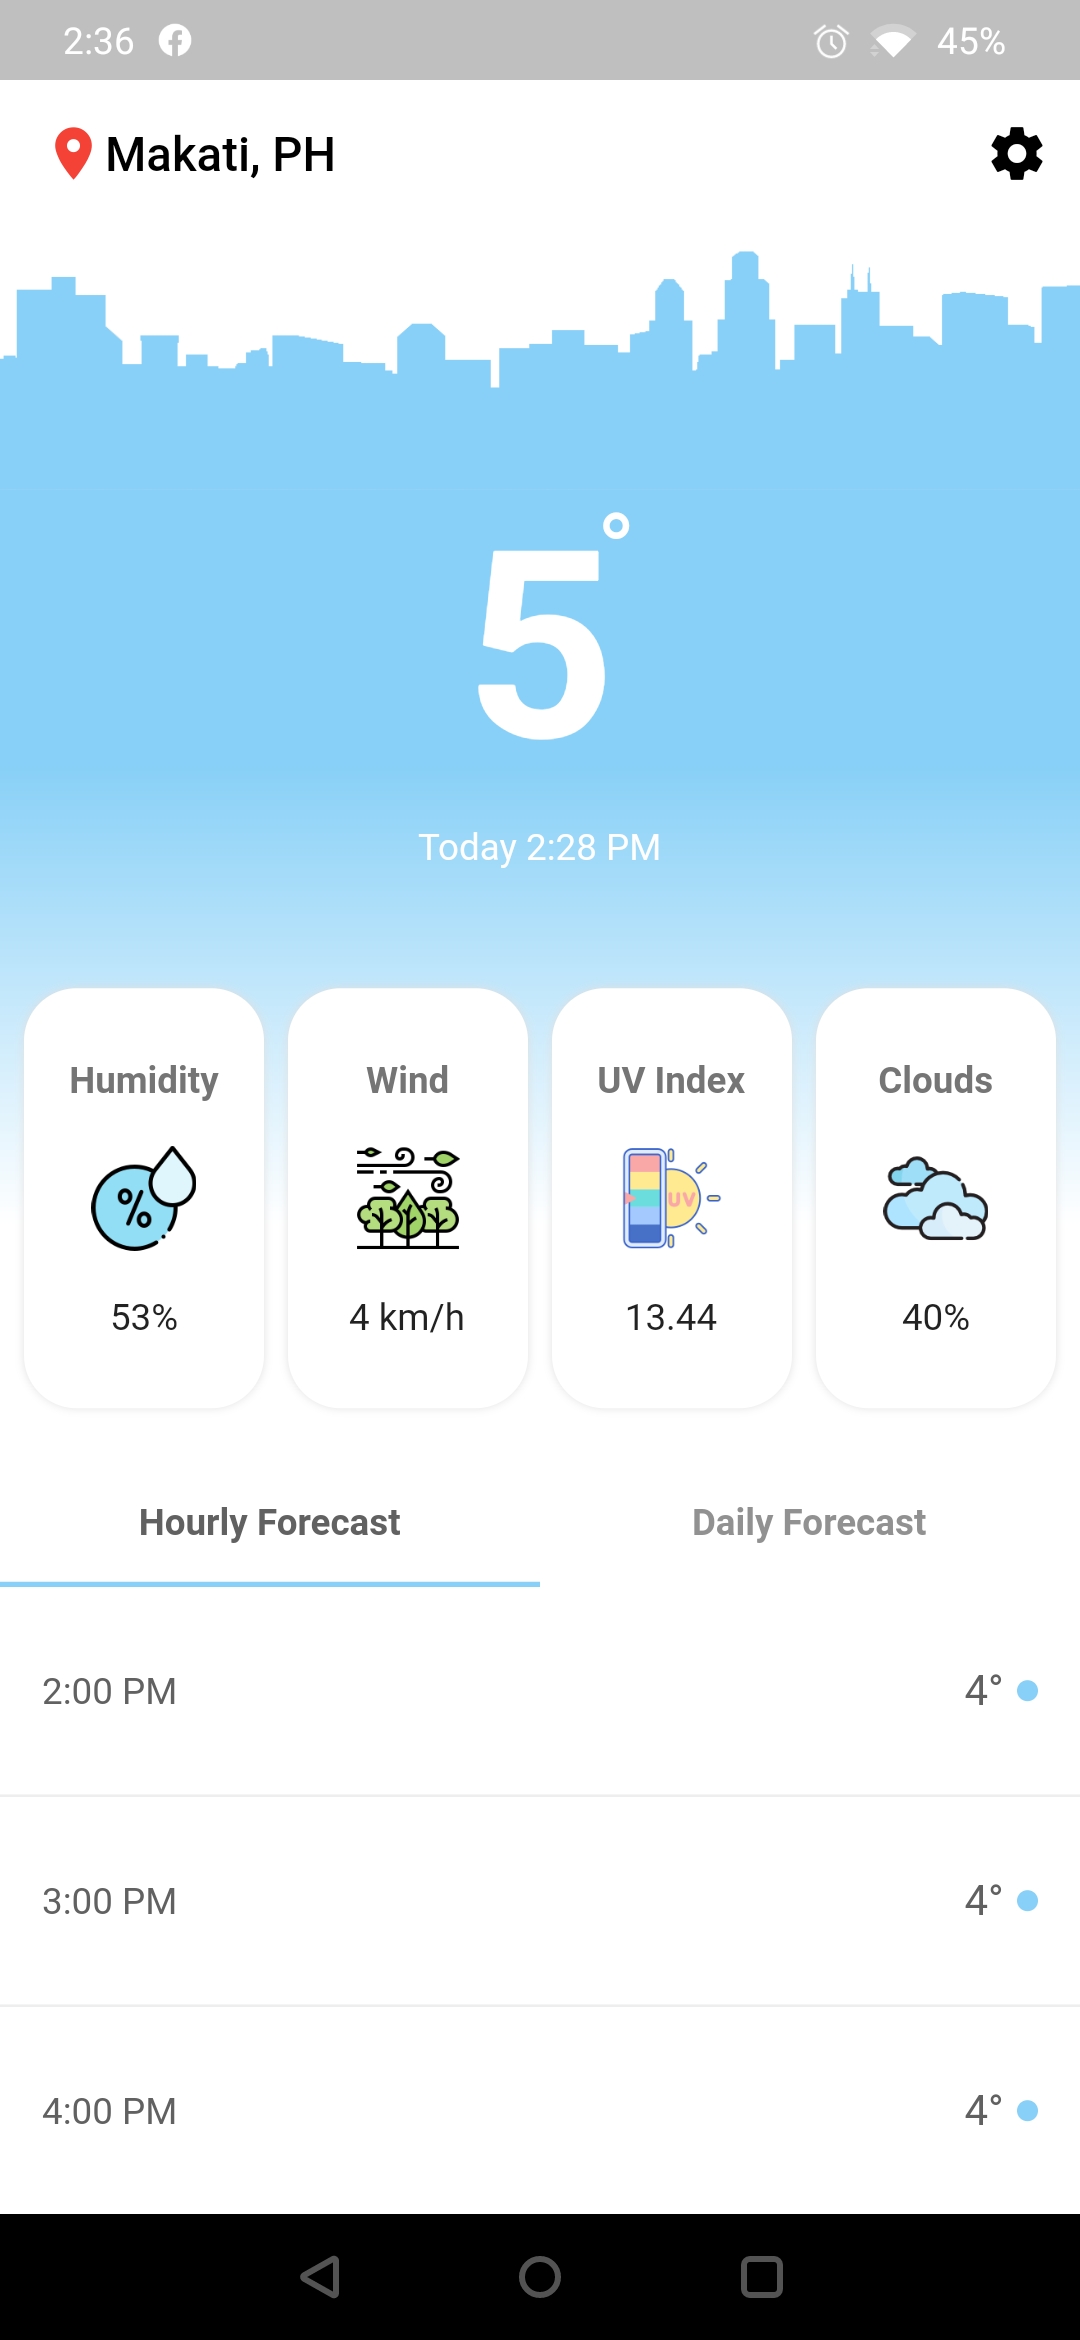 2:36 45%
Makati, PH
5°
Today 2:28 PM
Humidity Wind UV Index Clouds
% UV
53% 4 km/h 13.44 40%
Hourly Forecast Daily Forecast
2:00 PM 4°
3:00 PM 4°
4:00 PM 4°